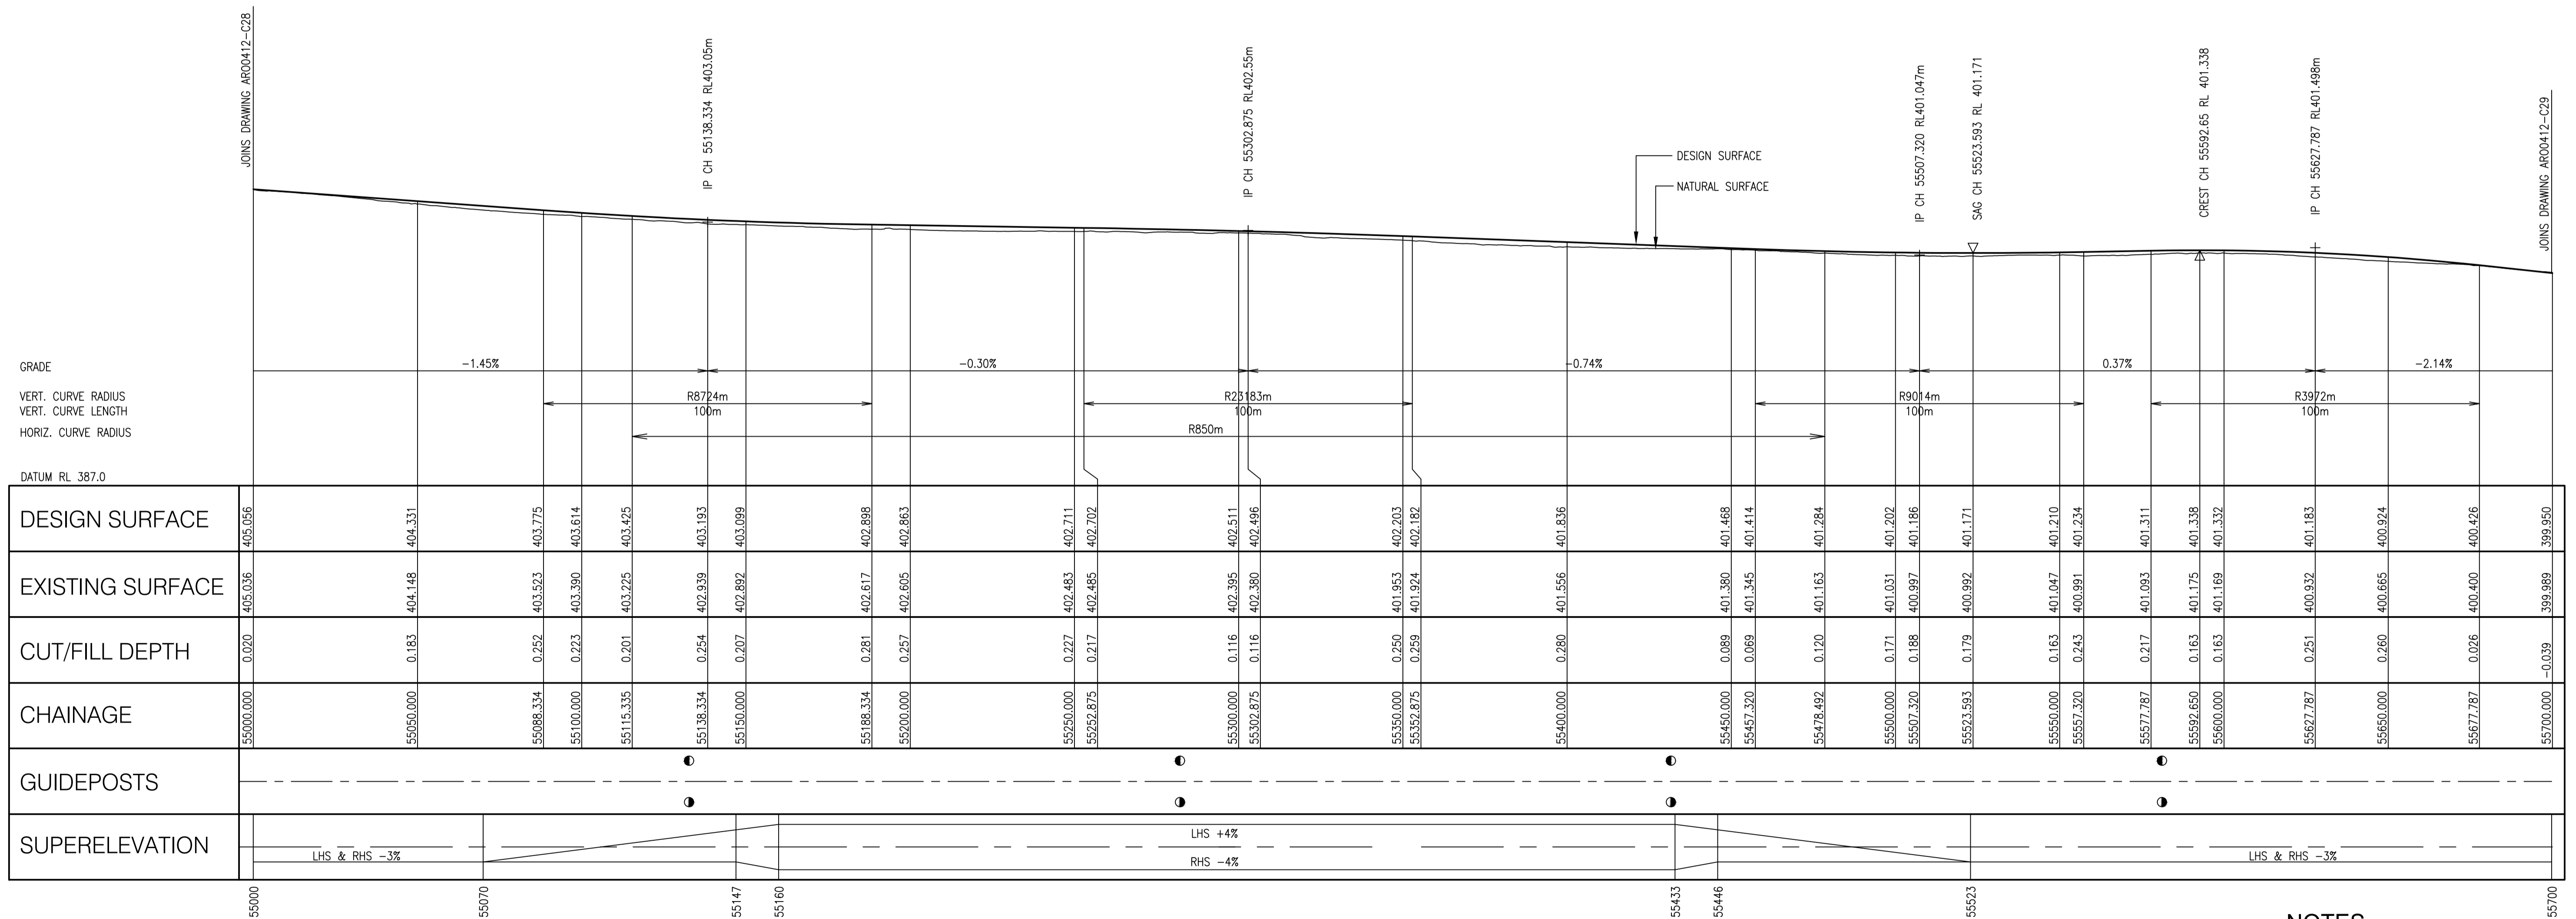 JOINS DRAWING ARO0412-C28
IP CH 55138.334 RL403.05m
IP CH 55302.875 RL402.55m
IP CH 55507.320 RL401.047m
SAG CH 55523.593 RL 401.171
CREST CH 55592.65 RL 401.338
IP CH 55627.787 RL401.498m
JOINS DRAWING ARO0412-C29
DESIGN SURFACE
NATURAL SURFACE
GRADE -1.45% -0.30% -0.74% 0.37% -2.14%
VERT. CURVE RADIUS R8724m R23183m R9014m R3972m
VERT. CURVE LENGTH 100m 100m 100m 100m
HORIZ. CURVE RADIUS R850m
DATUM RL 387.0
DESIGN SURFACE 405.056 404.331 403.775 403.614 403.425 403.193 403.099 402.898 402.863 402.711 402.702 402.511 402.496 402.203 402.182 401.836 401.468 401.414 401.284 401.202 401.186 401.171 401.210 401.234 401.311 401.338 401.332 401.183 400.924 400.426 399.950
EXISTING SURFACE 405.036 404.148 403.523 403.390 403.225 402.939 402.892 402.617 402.605 402.483 402.485 402.395 402.380 401.953 401.924 401.556 401.380 401.345 401.163 401.031 400.997 400.992 401.047 400.991 401.093 401.175 401.169 400.932 400.665 400.400 399.989
CUT/FILL DEPTH 0.020 0.183 0.252 0.223 0.201 0.254 0.207 0.281 0.257 0.227 0.217 0.116 0.116 0.250 0.259 0.280 0.089 0.069 0.120 0.171 0.188 0.179 0.163 0.243 0.217 0.163 0.163 0.251 0.260 0.026 -0.039
CHAINAGE 55000.000 55050.000 55088.334 55100.000 55115.335 55138.334 55150.000 55188.334 55200.000 55250.000 55252.875 55300.000 55302.875 55350.000 55352.875 55400.000 55450.000 55457.320 55478.492 55500.000 55507.320 55523.593 55550.000 55557.320 55577.787 55592.650 55600.000 55627.787 55650.000 55677.787 55700.000
GUIDEPOSTS
SUPERELEVATION
LHS & RHS -3%
LHS +4%
RHS -4%
LHS & RHS -3%
55000 55070 55147 55160 55433 55446 55523 55700
NOTES